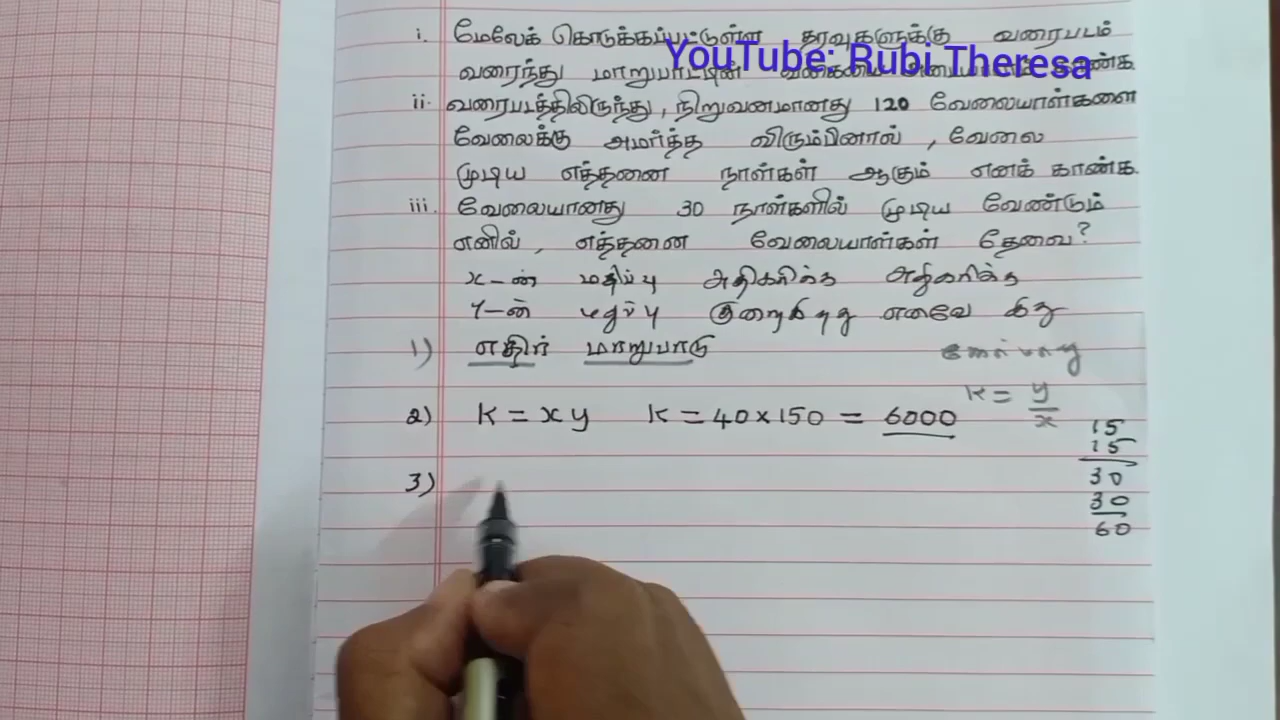 i. மேலேக் கொடுக்கப்பட்டுள்ள தரவுகளுக்கு வரைபடம்
YouTube: Rubi Theresa
வரைந்து மாறுபாட்டின் காண்க
ii. வரைபடத்திலிருந்து, நிறுவனமானது 120 வேலையாள்களை
வேலைக்கு அமர்த்த விரும்பினால் , வேலை
முடிய எத்தனை நாள்கள் ஆகும் எனக் காண்க.
iii. வேலையானது 30 நாள்களில் முடிய வேண்டும்
எனில் , எத்தனை வேலையாள்கள் தேவை?
x-ன் மதிப்பு அதிகரிக்க அதிகரிக்க
y-ன் மதிப்பு குறைகிறது எனவே இது
1) எதிர் மாறுபாடு
2) K = xy K = 40 x 150 = 6000
K = y/x
15
15
30
30
60
3)